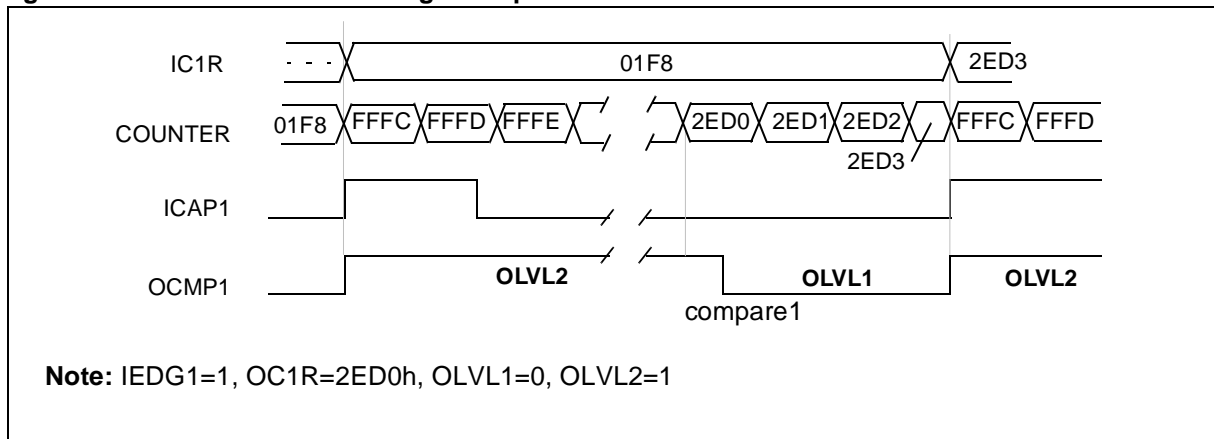 IC1R - - - 01F8 2ED3
COUNTER 01F8 FFFC FFFD FFFE 2ED0 2ED1 2ED2 FFFC FFFD
2ED3
ICAP1
OCMP1 OLVL2 OLVL1 OLVL2
compare1
Note: IEDG1=1, OC1R=2ED0h, OLVL1=0, OLVL2=1